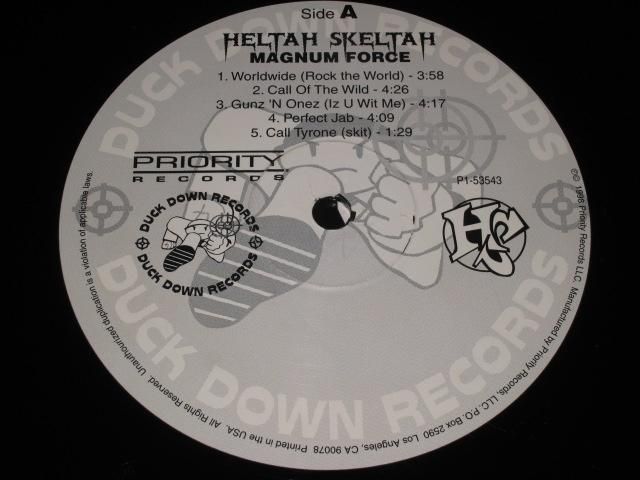 Side A
HELTAH SKELTAH
MAGNUM FORCE
1. Worldwide (Rock the World) - 3:58
2. Call Of The Wild - 4:26
3. Gunz 'N Onez (Iz U Wit Me) - 4:17
4. Perfect Jab - 4:09
5. Call Tyrone (skit) - 1:29
PRIORITY
RECORDS
P1-53543
DUCK DOWN RECORDS
DUCK DOWN RECORDS
HS
DUCK DOWN RECORDS
DUCK DOWN RECORDS
℗© 1998 Priority Records LLC. Manufactured by Priority Records, LLC, P.O. Box 2590 Los Angeles, CA 90078 Printed in the USA. All Rights Reserved. Unauthorized duplication is a violation of applicable laws.